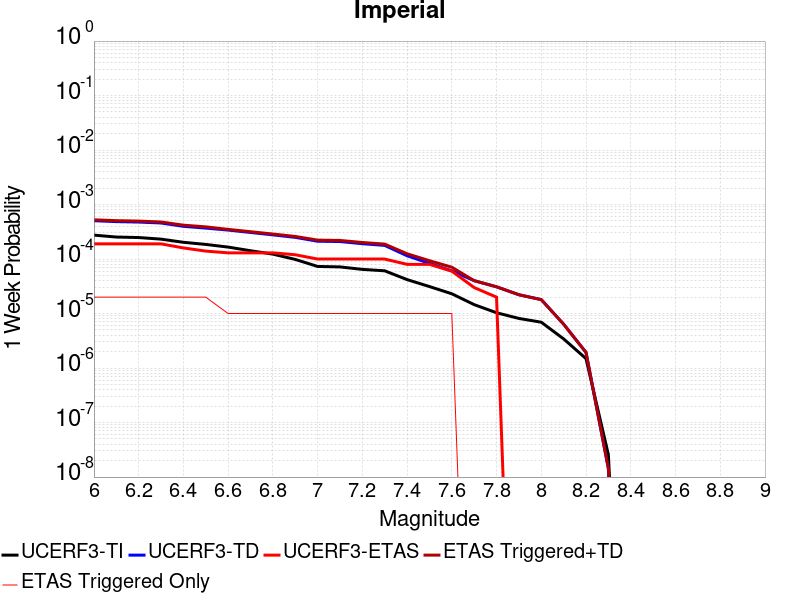 Imperial
10^0
10^-1
10^-2
10^-3
10^-4
10^-5
10^-6
10^-7
10^-8
1 Week Probability
6 6.2 6.4 6.6 6.8 7 7.2 7.4 7.6 7.8 8 8.2 8.4 8.6 8.8 9
Magnitude
UCERF3-TI UCERF3-TD UCERF3-ETAS ETAS Triggered+TD
ETAS Triggered Only